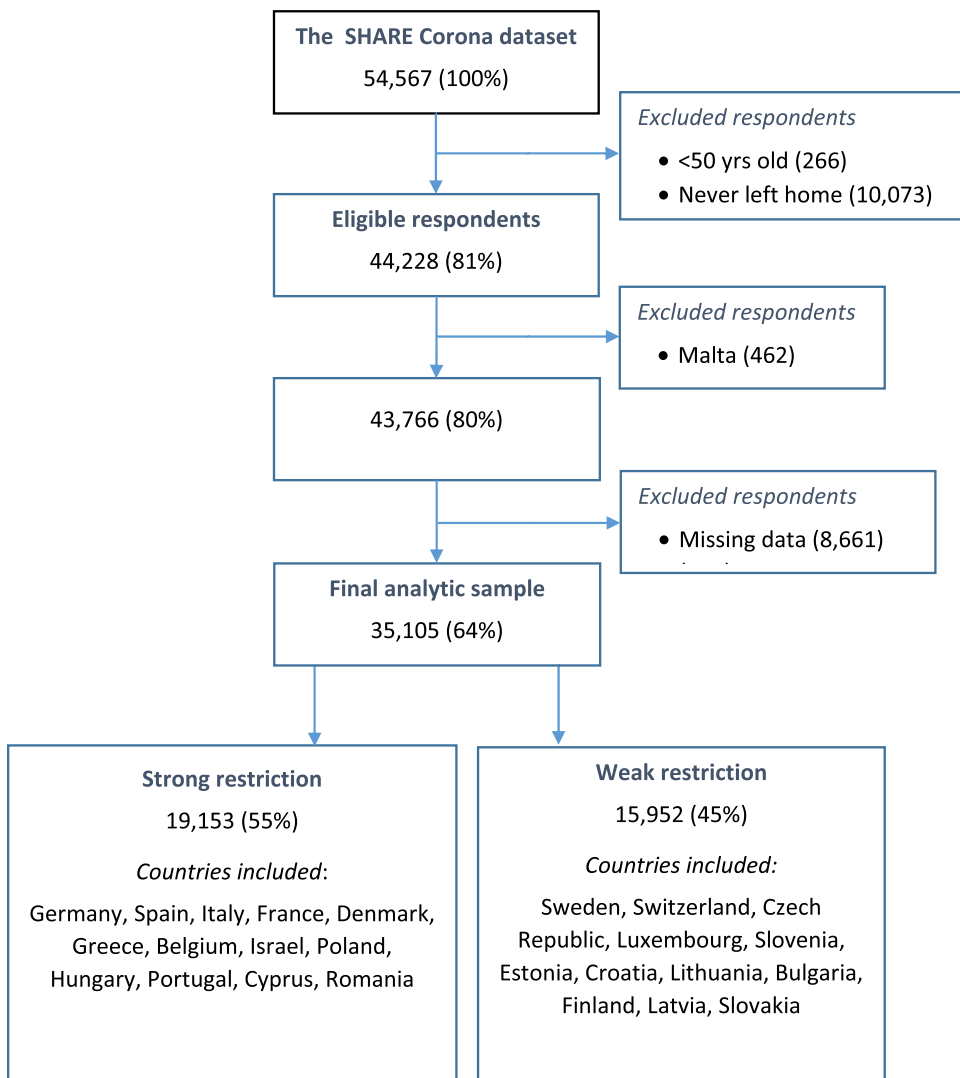 The SHARE Corona dataset
54,567 (100%)
Excluded respondents
• <50 yrs old (266)
• Never left home (10,073)
Eligible respondents
44,228 (81%)
Excluded respondents
• Malta (462)
43,766 (80%)
Excluded respondents
• Missing data (8,661)
Final analytic sample
35,105 (64%)
Strong restriction
19,153 (55%)
Countries included:
Germany, Spain, Italy, France, Denmark,
Greece, Belgium, Israel, Poland,
Hungary, Portugal, Cyprus, Romania
Weak restriction
15,952 (45%)
Countries included:
Sweden, Switzerland, Czech
Republic, Luxembourg, Slovenia,
Estonia, Croatia, Lithuania, Bulgaria,
Finland, Latvia, Slovakia